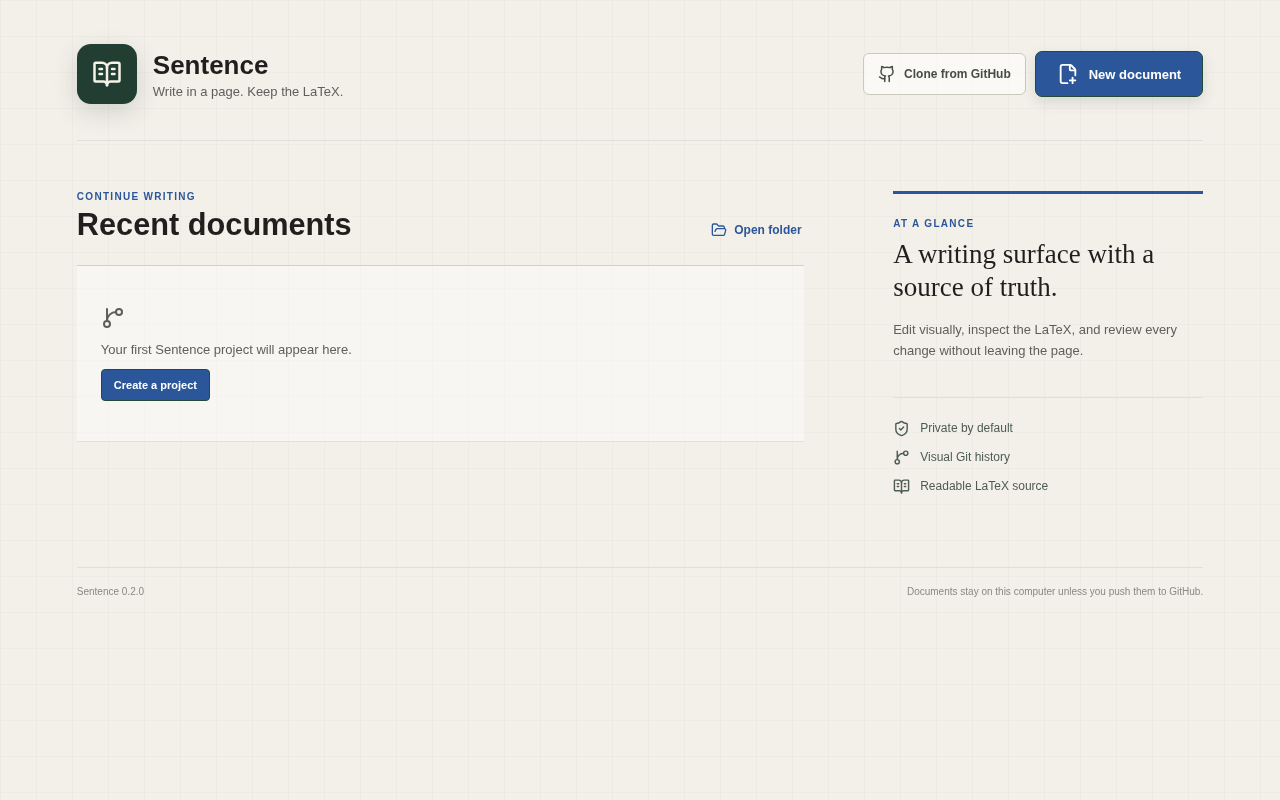 Sentence
Write in a page. Keep the LaTeX.
Clone from GitHub
New document
CONTINUE WRITING
Recent documents
Open folder
Your first Sentence project will appear here.
Create a project
AT A GLANCE
A writing surface with a
source of truth.
Edit visually, inspect the LaTeX, and review every
change without leaving the page.
Private by default
Visual Git history
Readable LaTeX source
Sentence 0.2.0
Documents stay on this computer unless you push them to GitHub.